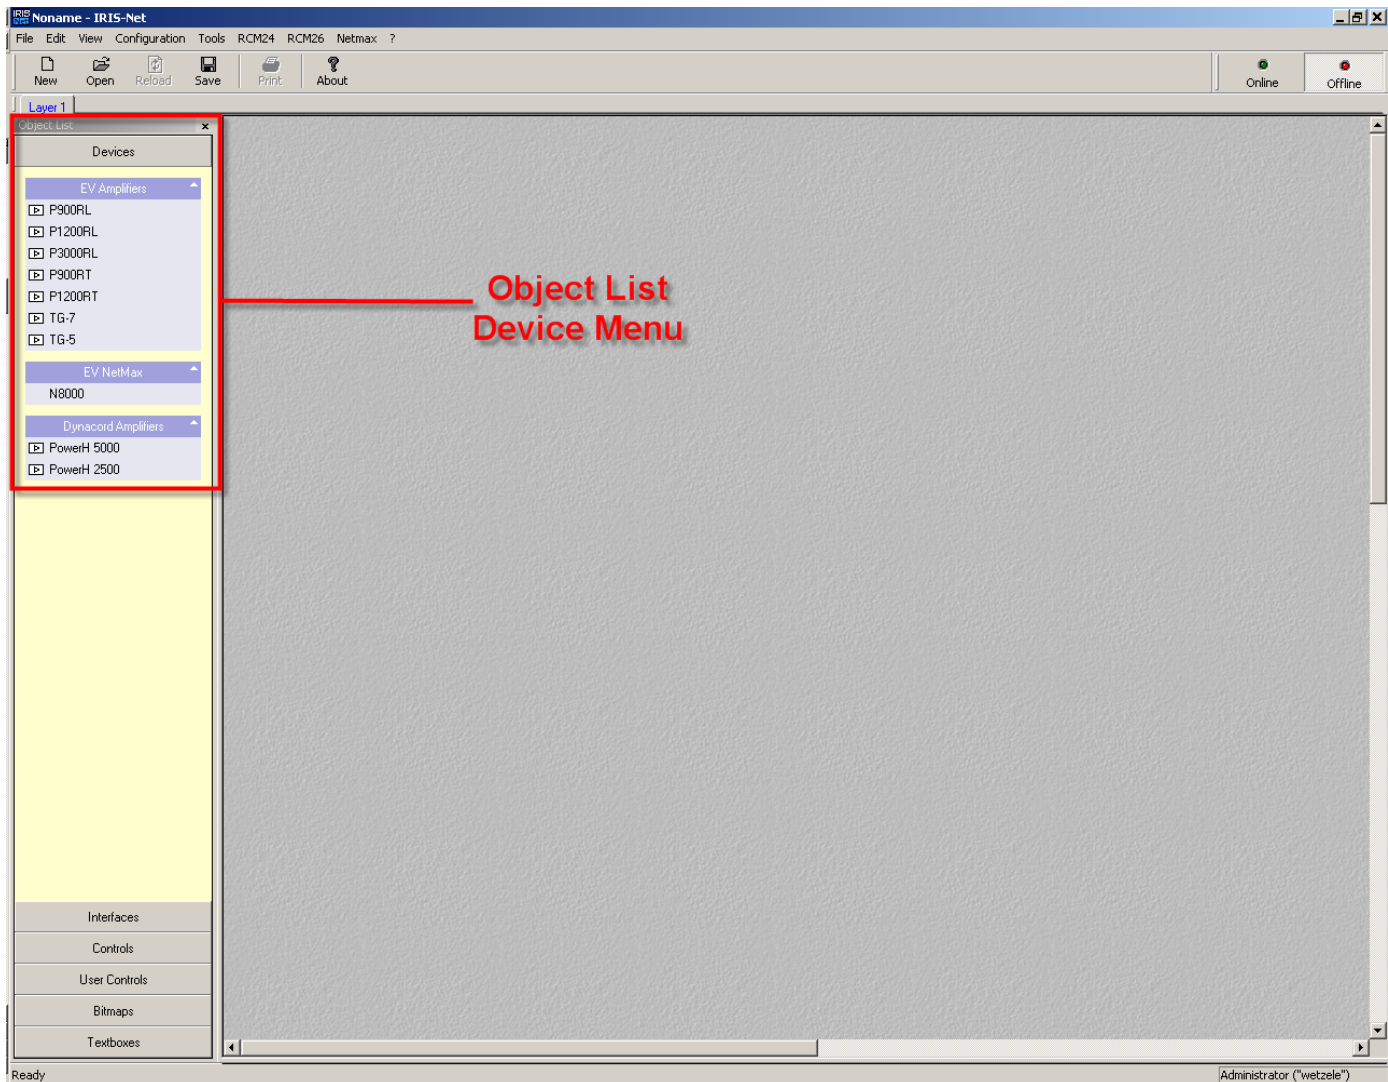 Noname - IRIS-Net
File Edit View Configuration Tools RCM24 RCM26 Netmax ?
New Open Reload Save Print About Online Offline
Layer 1
Object List
Devices
EV Amplifiers
P900RL
P1200RL
P3000RL
P900RT
P1200RT
TG-7
TG-5
EV NetMax
N8000
Dynacord Amplifiers
PowerH 5000
PowerH 2500
Object List
Device Menu
Interfaces
Controls
User Controls
Bitmaps
Textboxes
Ready Administrator ("wetzele")